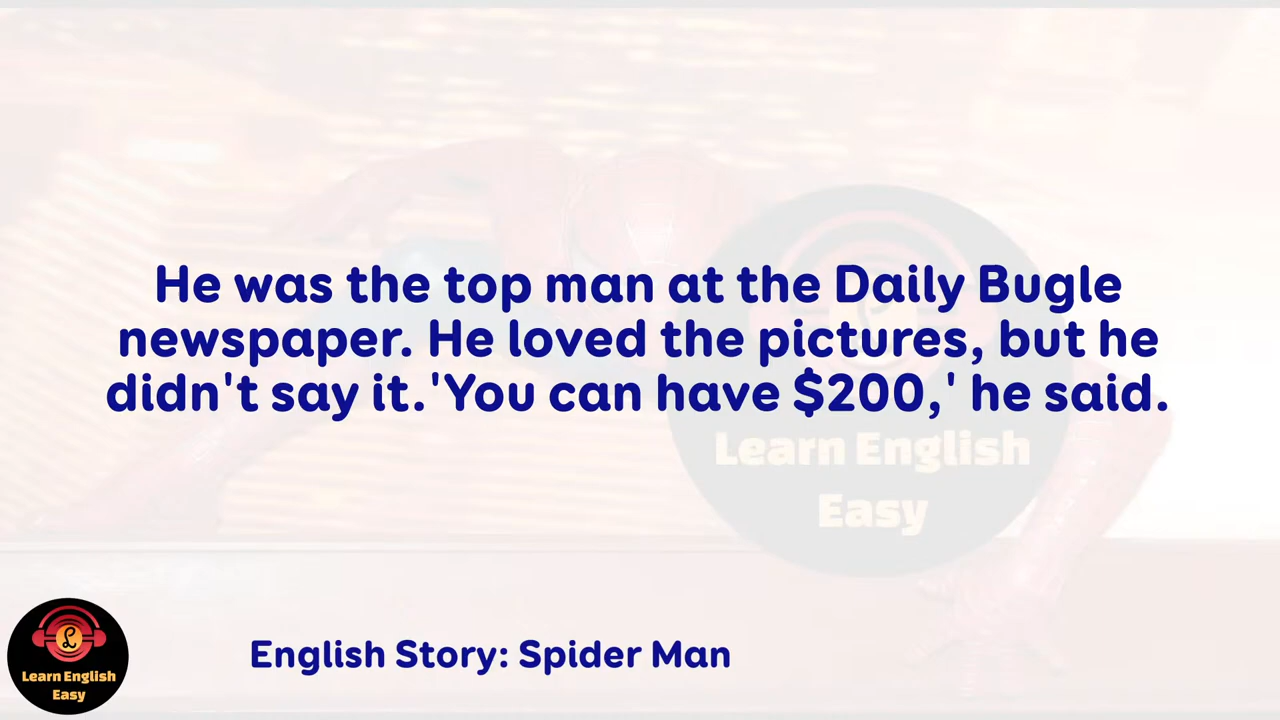 He was the top man at the Daily Bugle
newspaper. He loved the pictures, but he
didn't say it.'You can have $200,' he said.
Learn English
Easy
Learn English
Easy
English Story: Spider Man